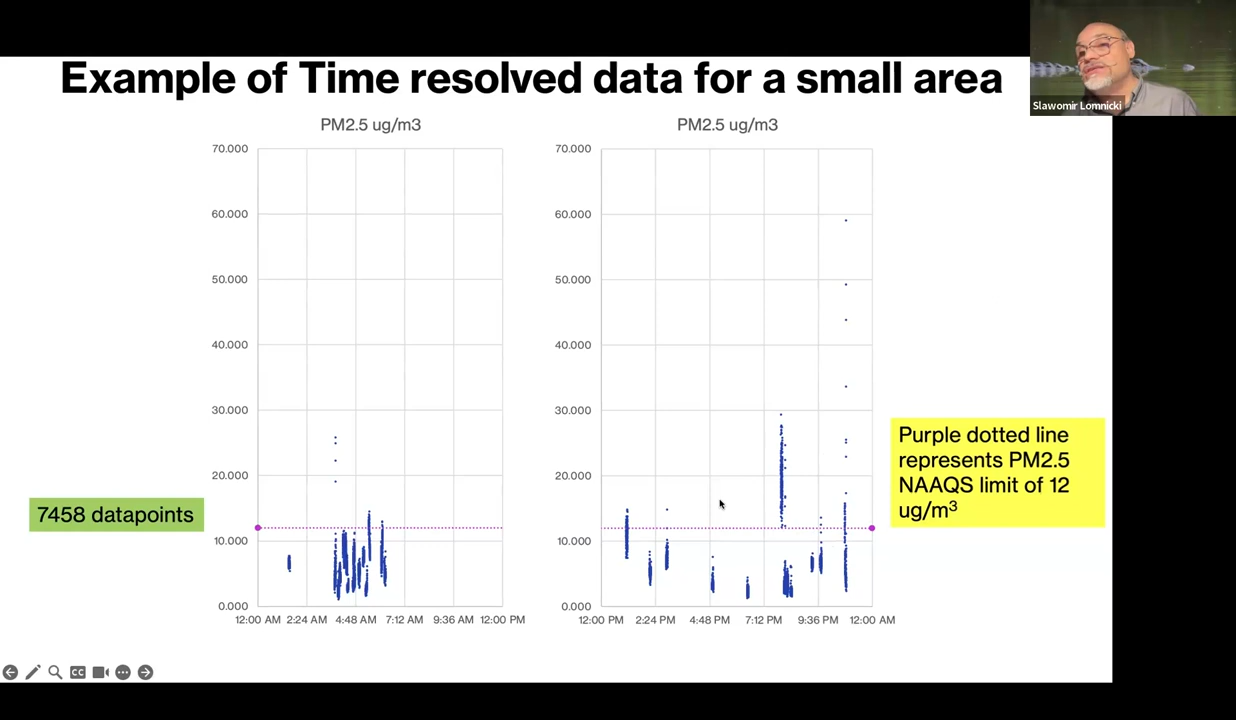 Example of Time resolved data for a small area
Slawomir Lomnicki
PM2.5 ug/m3
70.000
60.000
50.000
40.000
30.000
20.000
10.000
0.000
12:00 AM 2:24 AM 4:48 AM 7:12 AM 9:36 AM 12:00 PM
PM2.5 ug/m3
70.000
60.000
50.000
40.000
30.000
20.000
10.000
0.000
12:00 PM 2:24 PM 4:48 PM 7:12 PM 9:36 PM 12:00 AM
7458 datapoints
Purple dotted line
represents PM2.5
NAAQS limit of 12
ug/m³
CC